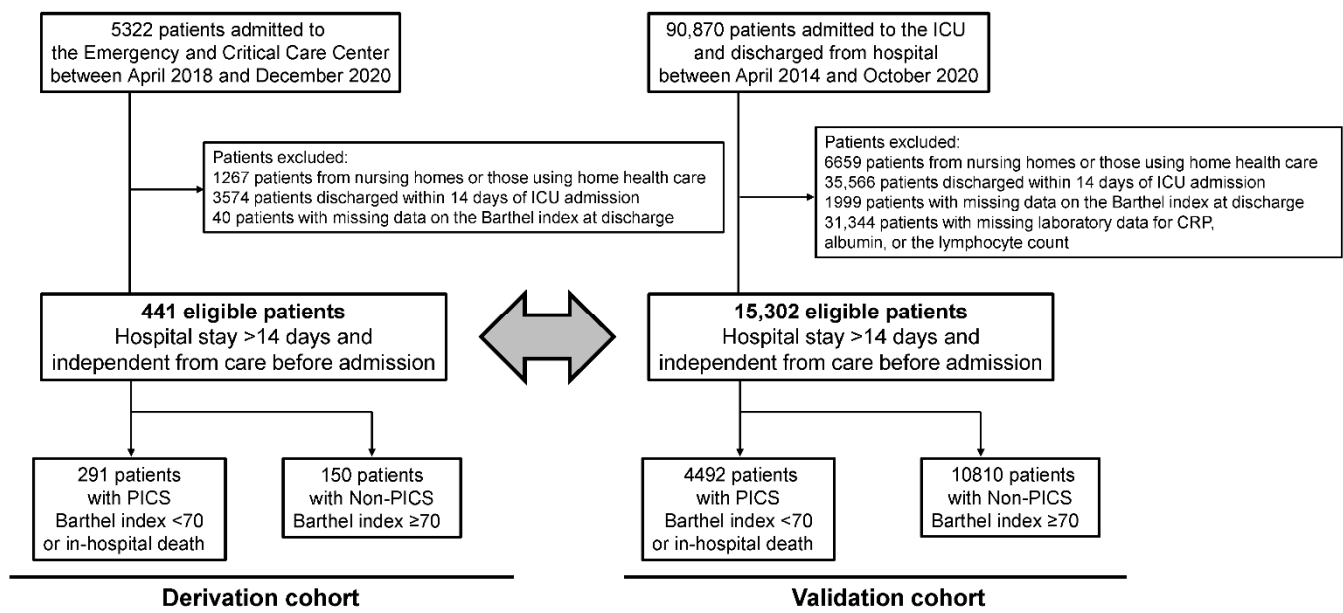 5322 patients admitted to
the Emergency and Critical Care Center
between April 2018 and December 2020
Patients excluded:
1267 patients from nursing homes or those using home health care
3574 patients discharged within 14 days of ICU admission
40 patients with missing data on the Barthel index at discharge
441 eligible patients
Hospital stay >14 days and
independent from care before admission
291 patients
with PICS
Barthel index <70
or in-hospital death
150 patients
with Non-PICS
Barthel index ≥70
Derivation cohort
90,870 patients admitted to the ICU
and discharged from hospital
between April 2014 and October 2020
Patients excluded:
6659 patients from nursing homes or those using home health care
35,566 patients discharged within 14 days of ICU admission
1999 patients with missing data on the Barthel index at discharge
31,344 patients with missing laboratory data for CRP,
albumin, or the lymphocyte count
15,302 eligible patients
Hospital stay >14 days and
independent from care before admission
4492 patients
with PICS
Barthel index <70
or in-hospital death
10810 patients
with Non-PICS
Barthel index ≥70
Validation cohort